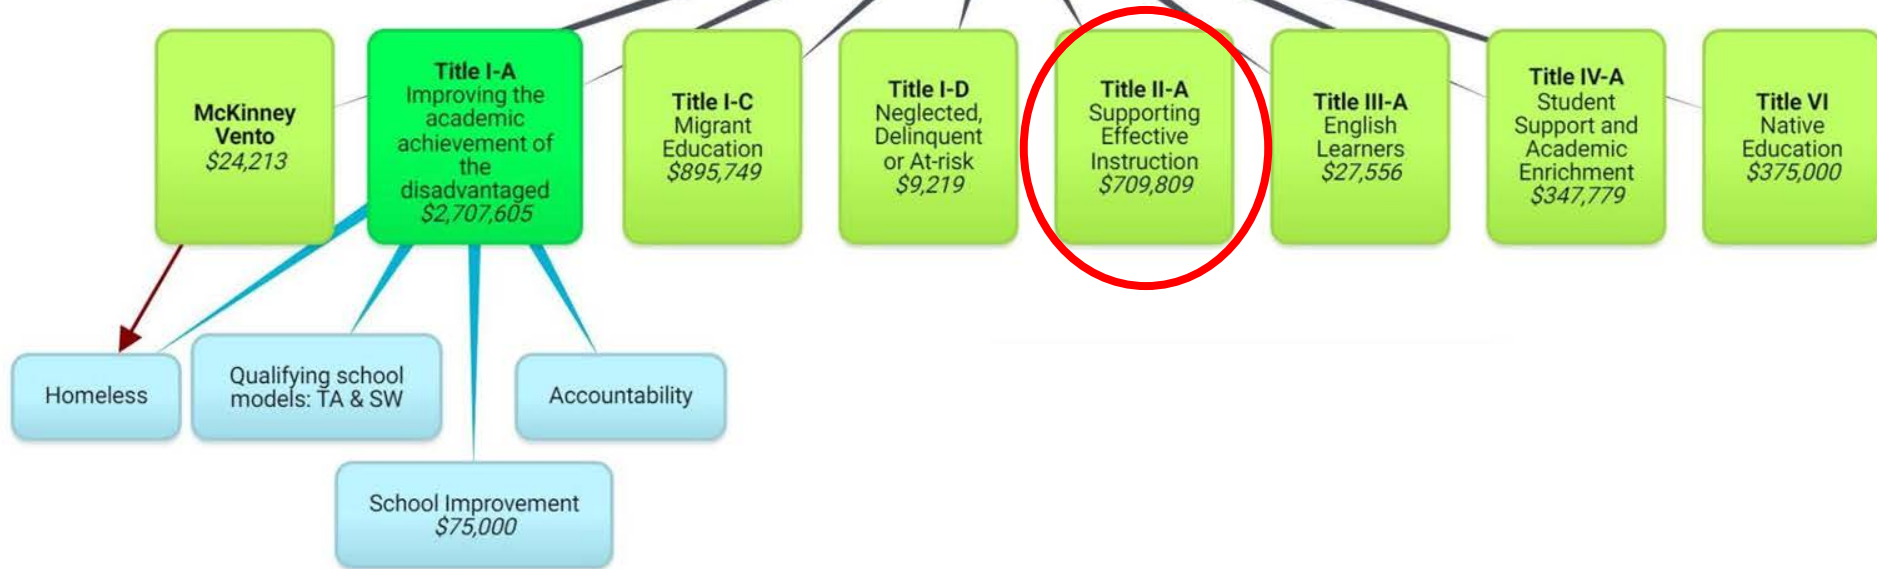 McKinney
Vento
$24,213
Title I-A
Improving the
academic
achievement of
the
disadvantaged
$2,707,605
Title I-C
Migrant
Education
$895,749
Title I-D
Neglected,
Delinquent
or At-risk
$9,219
Title II-A
Supporting
Effective
Instruction
$709,809
Title III-A
English
Learners
$27,556
Title IV-A
Student
Support and
Academic
Enrichment
$347,779
Title VI
Native
Education
$375,000
Homeless
Qualifying school
models: TA & SW
Accountability
School Improvement
$75,000